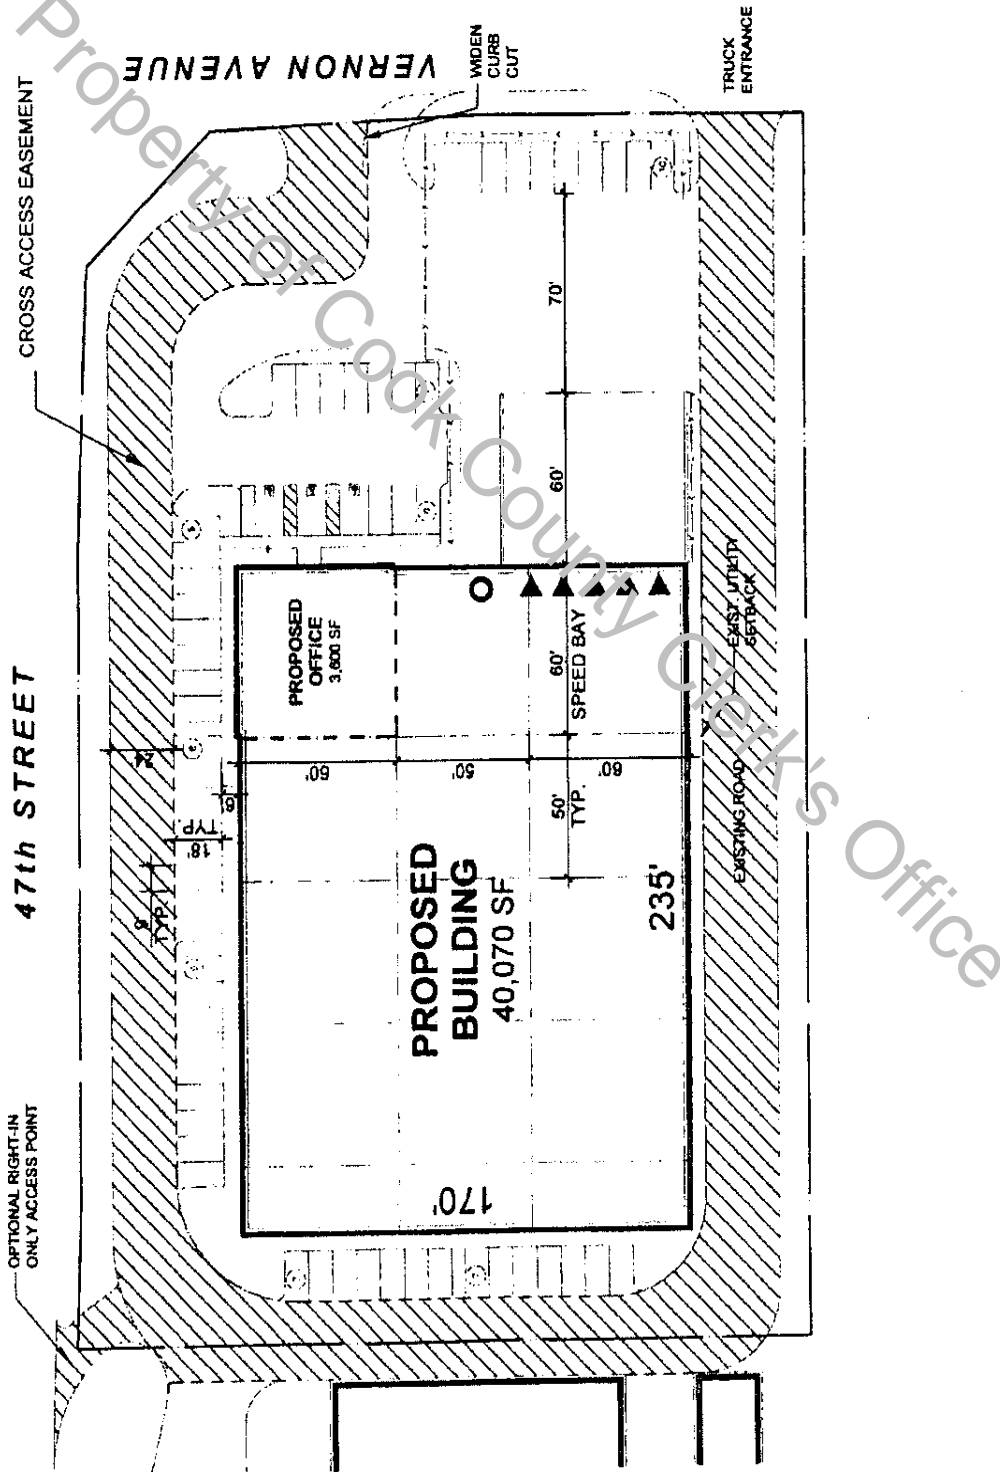 Property of Cook County Clerk's Office
VERNON AVENUE
WIDEN
CURB
CUT
TRUCK
ENTRANCE
CROSS ACCESS EASEMENT
70'
60'
47th STREET
PROPOSED
OFFICE
3,600 SF
60'
SPEED BAY
EXIST. UTILITY
SETBACK
24'
60'
50'
60'
50'
TYP.
EXISTING ROAD
6'
18'
TYP.
9'
TYP.
PROPOSED
BUILDING
40,070 SF
235'
170'
OPTIONAL RIGHT-IN
ONLY ACCESS POINT